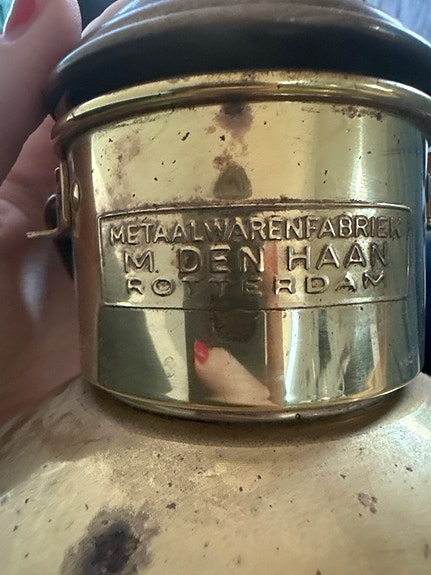 METAALWARENFABRIEK
M. DEN HAAN
ROTTERDAM